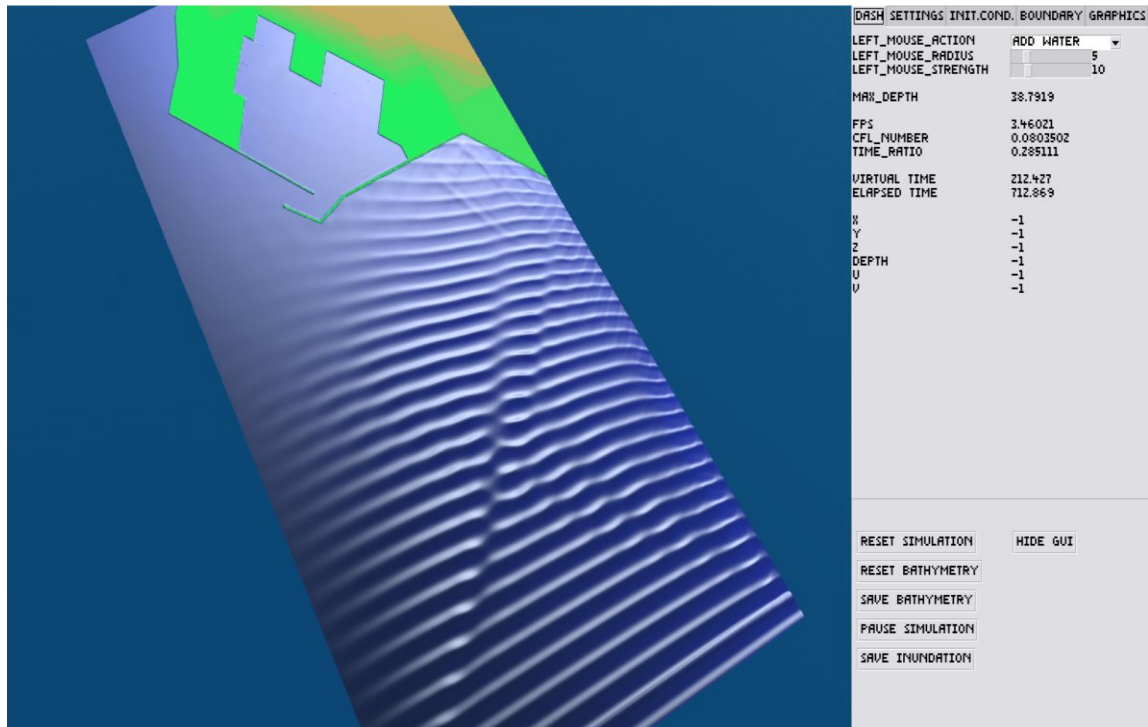 DASH SETTINGS INIT.COND. BOUNDARY GRAPHICS
LEFT_MOUSE_ACTION ADD WATER
LEFT_MOUSE_RADIUS 5
LEFT_MOUSE_STRENGTH 10
MAX_DEPTH 38.7919
FPS 3.46021
CFL_NUMBER 0.0803502
TIME_RATIO 0.285111
VIRTUAL TIME 212.427
ELAPSED TIME 712.869
X -1
Y -1
Z -1
DEPTH -1
U -1
V -1
RESET SIMULATION HIDE GUI
RESET BATHYMETRY
SAVE BATHYMETRY
PAUSE SIMULATION
SAVE INUNDATION